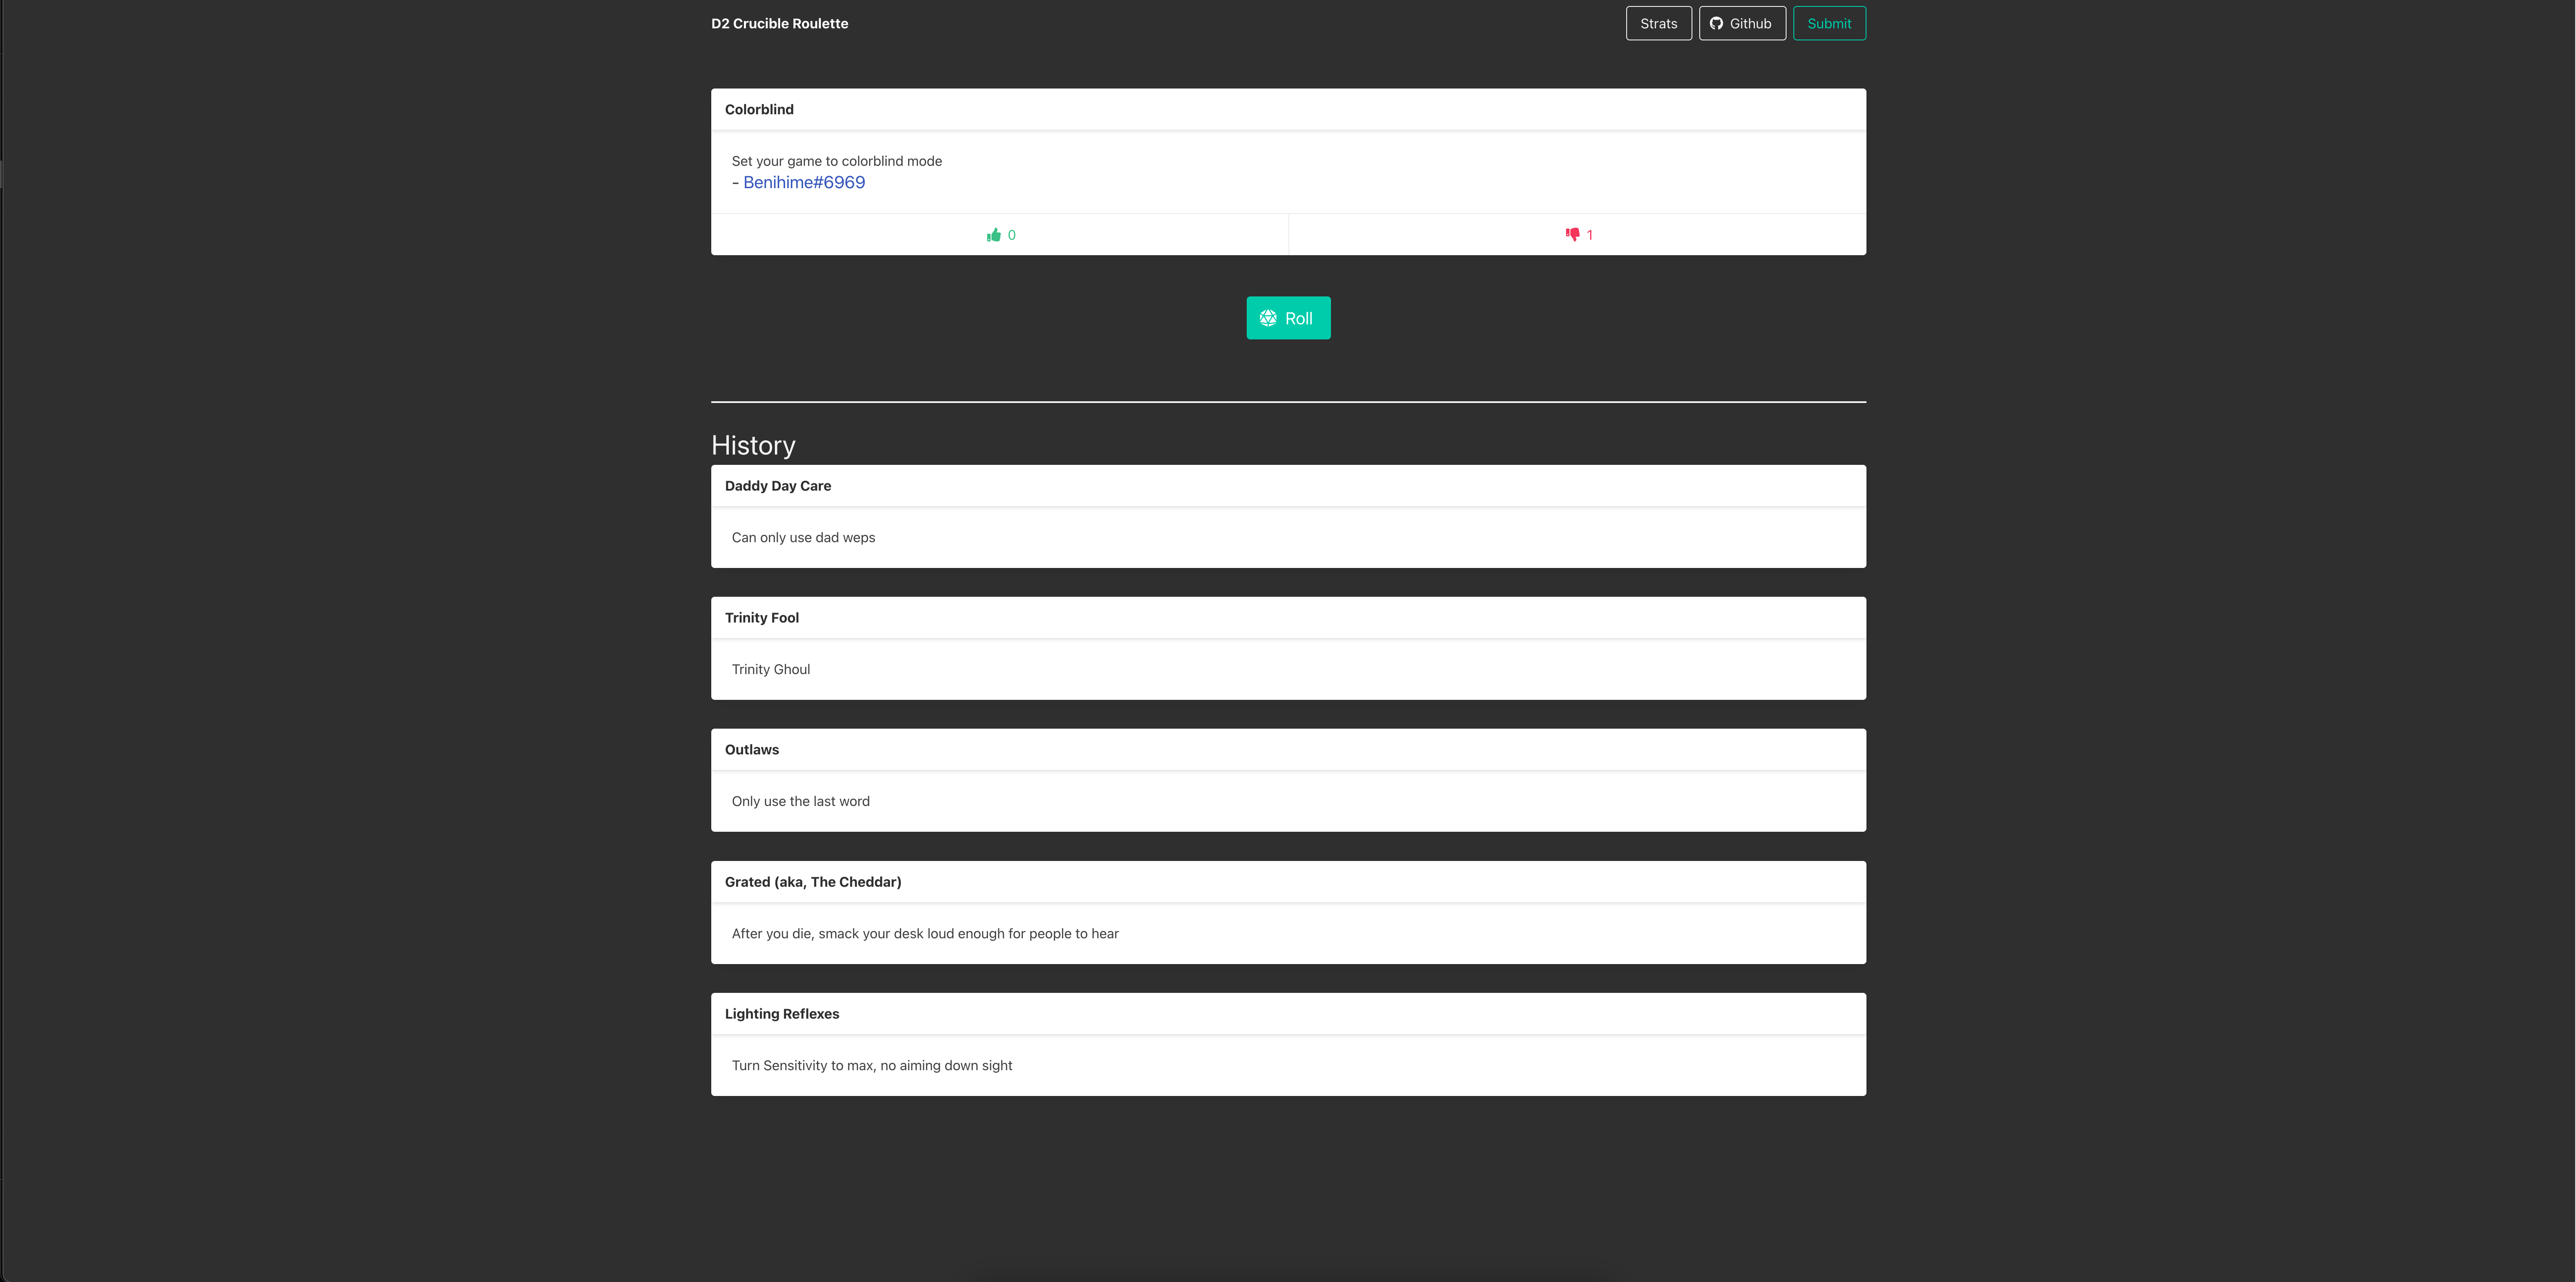 D2 Crucible Roulette
Strats
Github
Submit
Colorblind
Set your game to colorblind mode
- Benihime#6969
0
1
Roll
History
Daddy Day Care
Can only use dad weps
Trinity Fool
Trinity Ghoul
Outlaws
Only use the last word
Grated (aka, The Cheddar)
After you die, smack your desk loud enough for people to hear
Lighting Reflexes
Turn Sensitivity to max, no aiming down sight